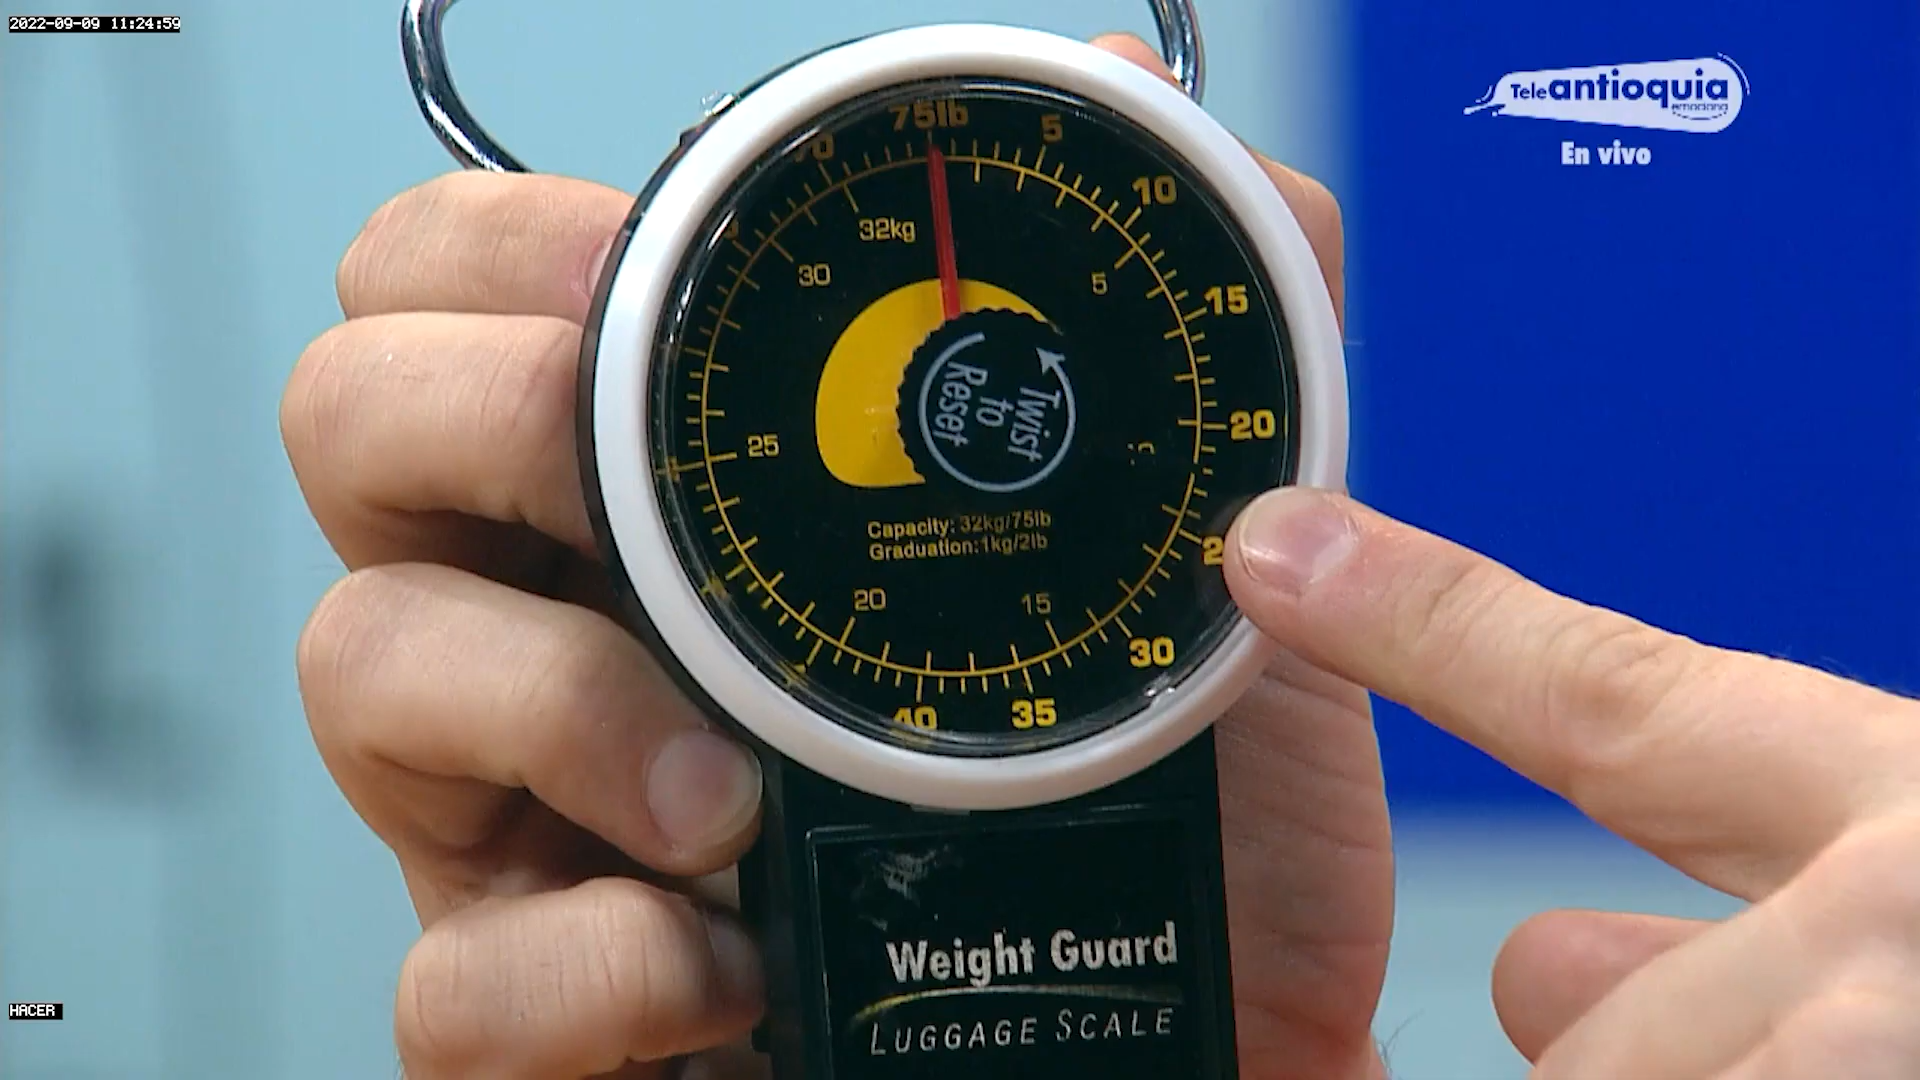 2022-09-09 11:24:59
Teleantioquia
emociona
En vivo
75lb
5
10
15
20
30
35
40
32kg
30
5
25
20
15
Twist
to
Reset
Capacity: 32kg/75lb
Graduation:1kg/2lb
HACER
Weight Guard
LUGGAGE SCALE